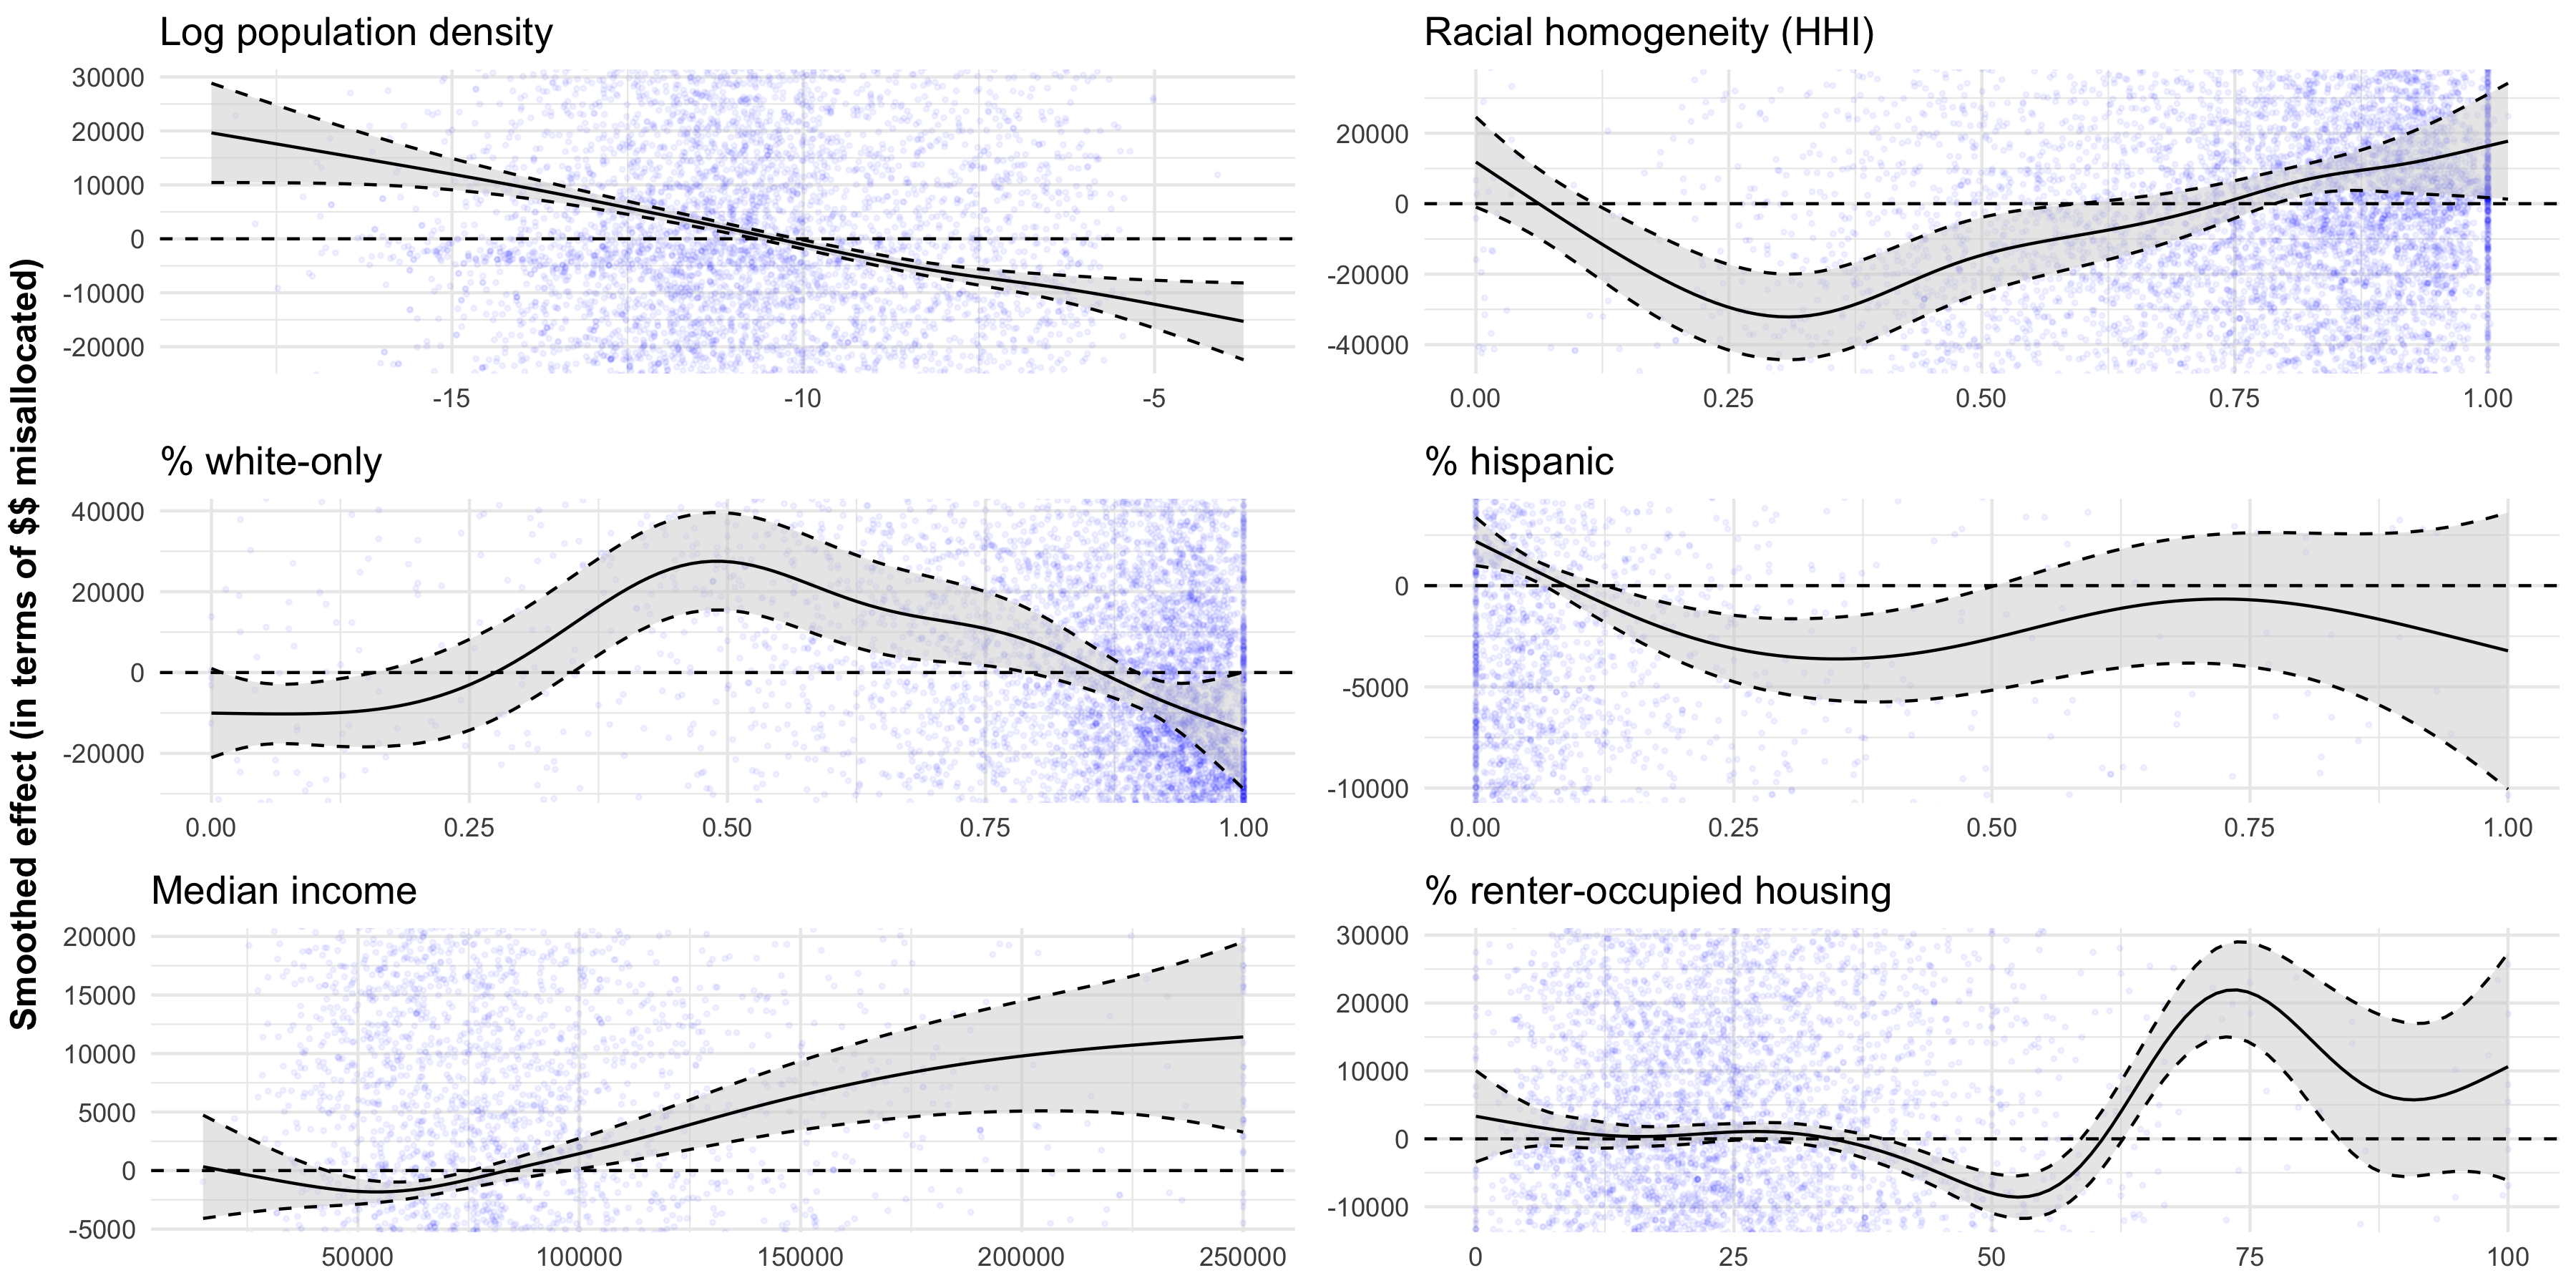 Smoothed effect (in terms of $$ misallocated)
Log population density
30000
20000
10000
0
-10000
-20000
-15 -10 -5
Racial homogeneity (HHI)
20000
0
-20000
-40000
0.00 0.25 0.50 0.75 1.00
% white-only
40000
20000
0
-20000
0.00 0.25 0.50 0.75 1.00
% hispanic
0
-5000
-10000
0.00 0.25 0.50 0.75 1.00
Median income
20000
15000
10000
5000
0
-5000
50000 100000 150000 200000 250000
% renter-occupied housing
30000
20000
10000
0
-10000
0 25 50 75 100